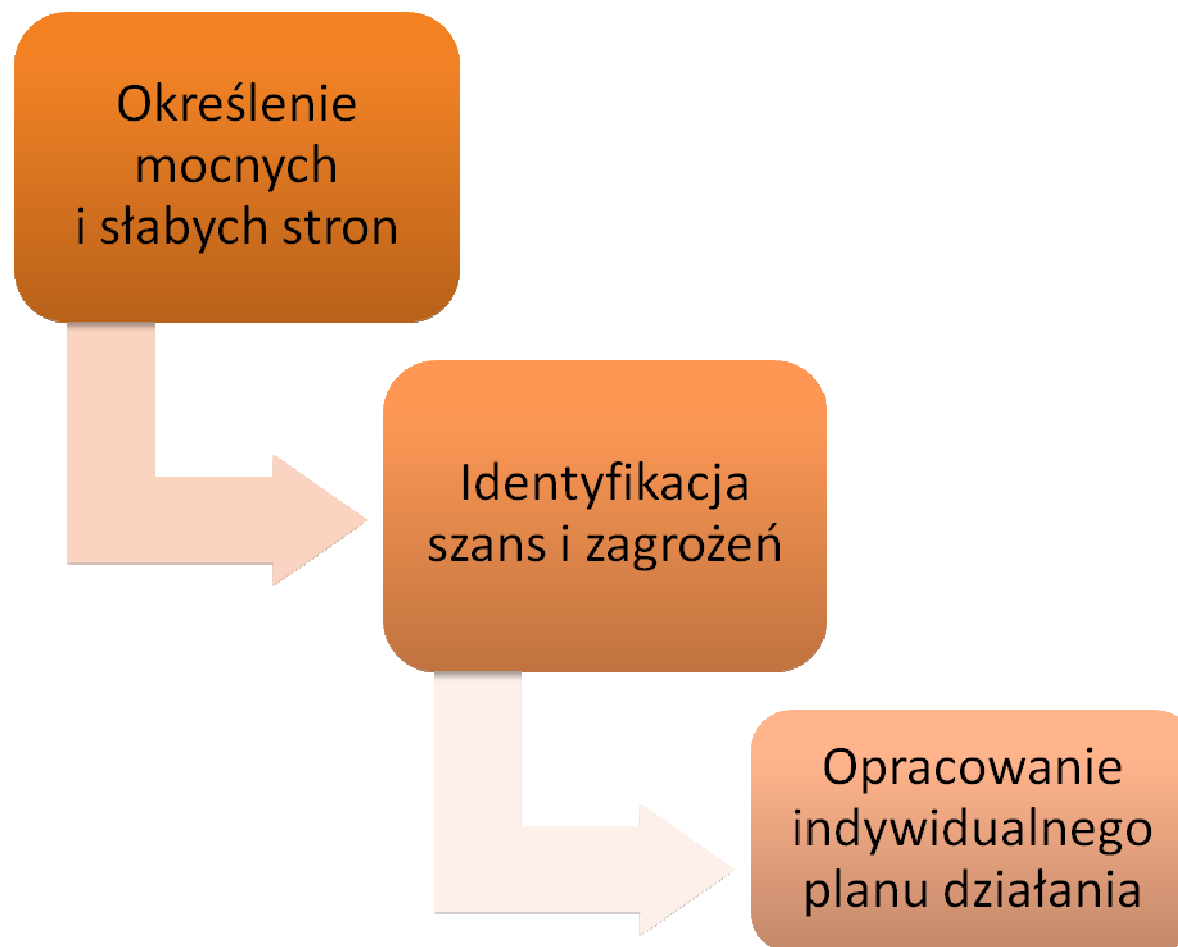 Określenie
mocnych
i słabych stron
Identyfikacja
szans i zagrożeń
Opracowanie
indywidualnego
planu działania